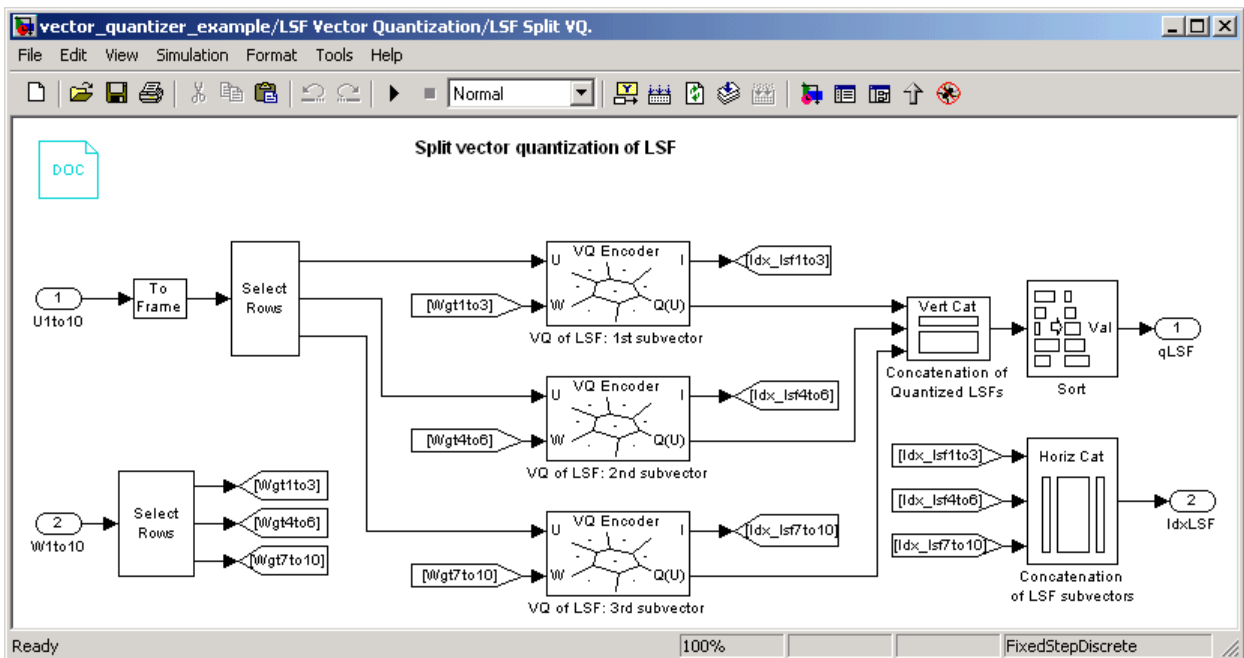 vector_quantizer_example/LSF Vector Quantization/LSF Split VQ.
File Edit View Simulation Format Tools Help
Normal
DOC
Split vector quantization of LSF
1
U1to10
To
Frame
Select
Rows
VQ Encoder
U
I
W
Q(U)
[Wgt1to3]
[Idx_lsf1to3]
VQ of LSF: 1st subvector
VQ Encoder
U
I
W
Q(U)
[Wgt4to6]
[Idx_lsf4to6]
VQ of LSF: 2nd subvector
VQ Encoder
U
I
W
Q(U)
[Wgt7to10]
[Idx_lsf7to10]
VQ of LSF: 3rd subvector
Vert Cat
Concatenation of
Quantized LSFs
Val
Sort
1
qLSF
2
W1to10
Select
Rows
[Wgt1to3]
[Wgt4to6]
[Wgt7to10]
[Idx_lsf1to3]
[Idx_lsf4to6]
[Idx_lsf7to10]
Horiz Cat
Concatenation
of LSF subvectors
2
IdxLSF
Ready
100%
FixedStepDiscrete